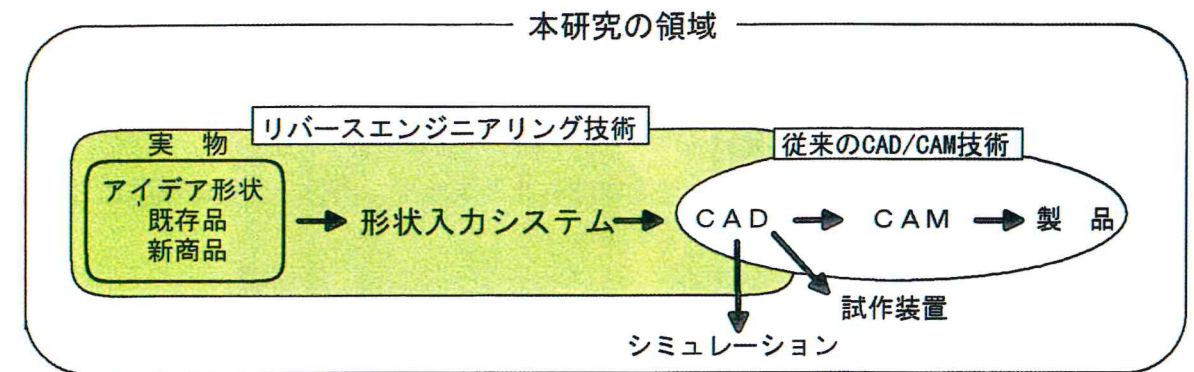 本研究の領域
リバースエンジニアリング技術
従来のCAD/CAM技術
実 物
アイデア形状
既存品
新商品
形状入力システム
CAD
CAM
製 品
試作装置
シミュレーション